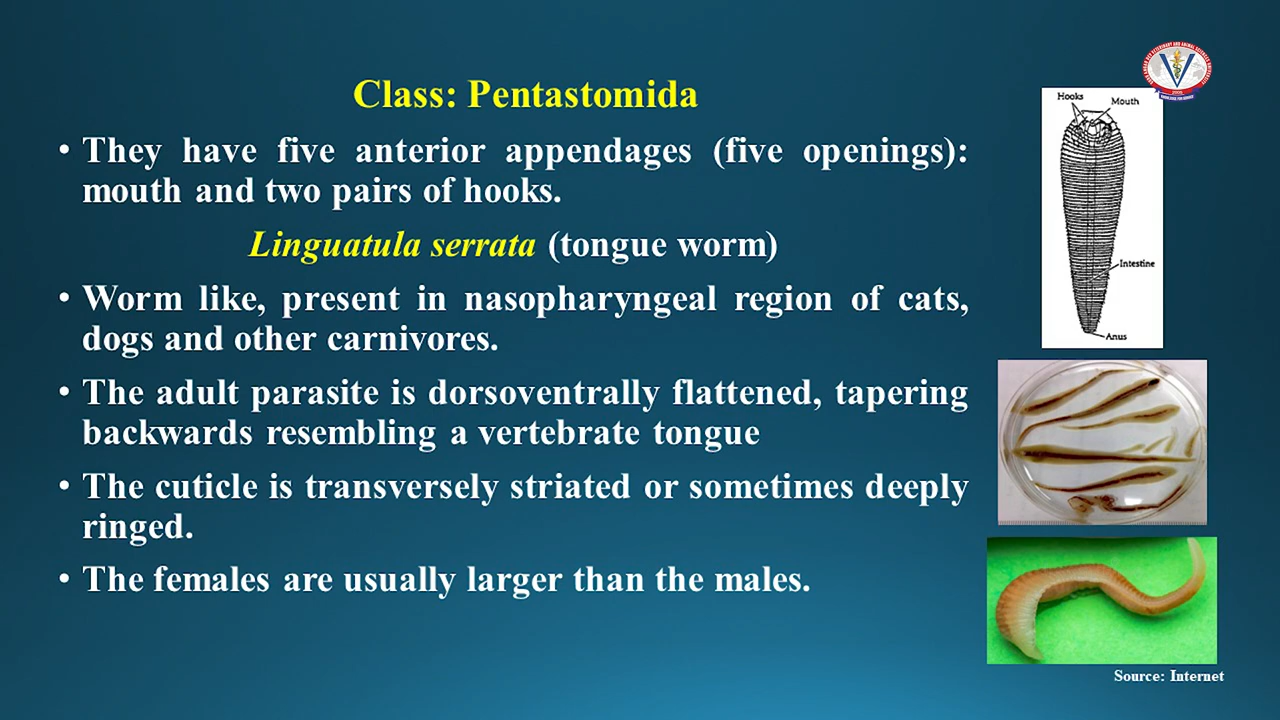 Class: Pentastomida
• They have five anterior appendages (five openings):
mouth and two pairs of hooks.
Linguatula serrata (tongue worm)
• Worm like, present in nasopharyngeal region of cats,
dogs and other carnivores.
• The adult parasite is dorsoventrally flattened, tapering
backwards resembling a vertebrate tongue
• The cuticle is transversely striated or sometimes deeply
ringed.
• The females are usually larger than the males.
Hooks
Mouth
Intestine
Anus
Source: Internet